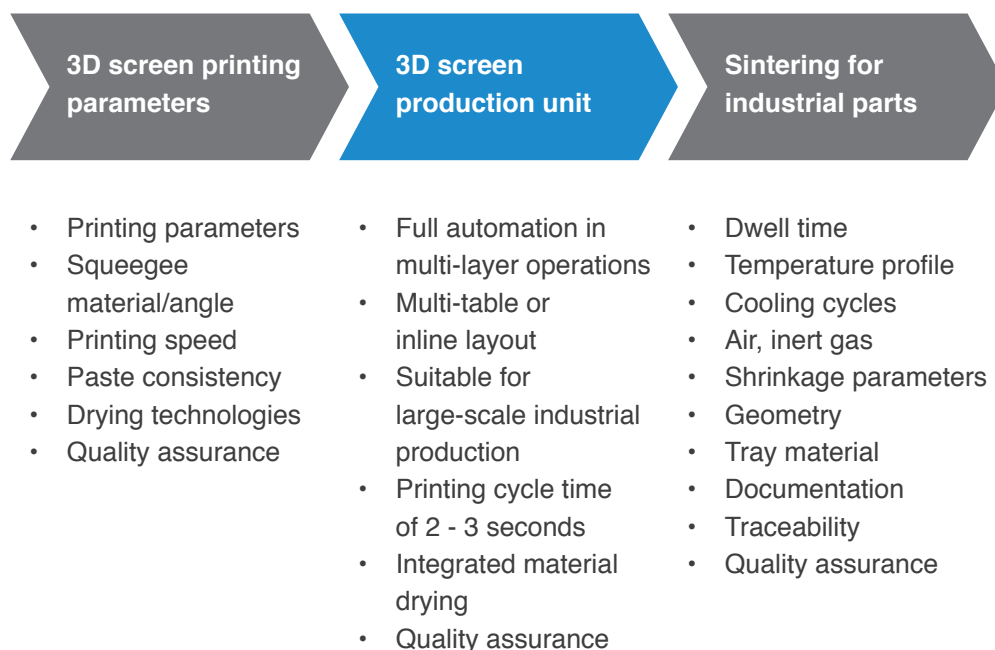 3D screen printing
parameters
3D screen
production unit
Sintering for
industrial parts
• Printing parameters
• Squeegee
material/angle
• Printing speed
• Paste consistency
• Drying technologies
• Quality assurance
• Full automation in
multi-layer operations
• Multi-table or
inline layout
• Suitable for
large-scale industrial
production
• Printing cycle time
of 2 - 3 seconds
• Integrated material
drying
• Quality assurance
• Dwell time
• Temperature profile
• Cooling cycles
• Air, inert gas
• Shrinkage parameters
• Geometry
• Tray material
• Documentation
• Traceability
• Quality assurance